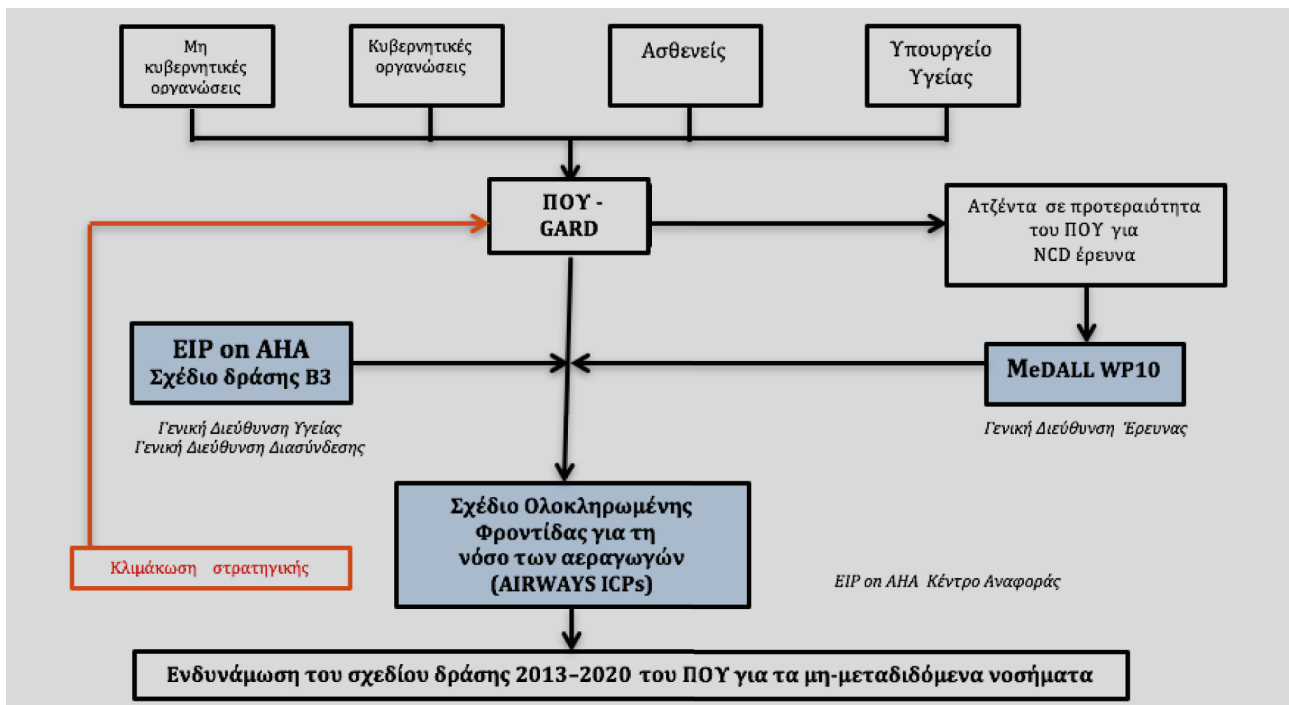 Μη
κυβερνητικές
οργανώσεις
Κυβερνητικές
οργανώσεις
Ασθενείς
Υπουργείο
Υγείας
ΠΟΥ -
GARD
Ατζέντα σε προτεραιότητα
του ΠΟΥ για
NCD έρευνα
EIP on AHA
Σχέδιο δράσης B3
MeDALL WP10
Γενική Διεύθυνση Υγείας
Γενική Διεύθυνση Διασύνδεσης
Γενική Διεύθυνση Έρευνας
Σχέδιο Ολοκληρωμένης
Φροντίδας για τη
νόσο των αεραγωγών
(AIRWAYS ICPs)
Κλιμάκωση στρατηγικής
EIP on AHA Κέντρο Αναφοράς
Ενδυνάμωση του σχεδίου δράσης 2013–2020 του ΠΟΥ για τα μη-μεταδιδόμενα νοσήματα